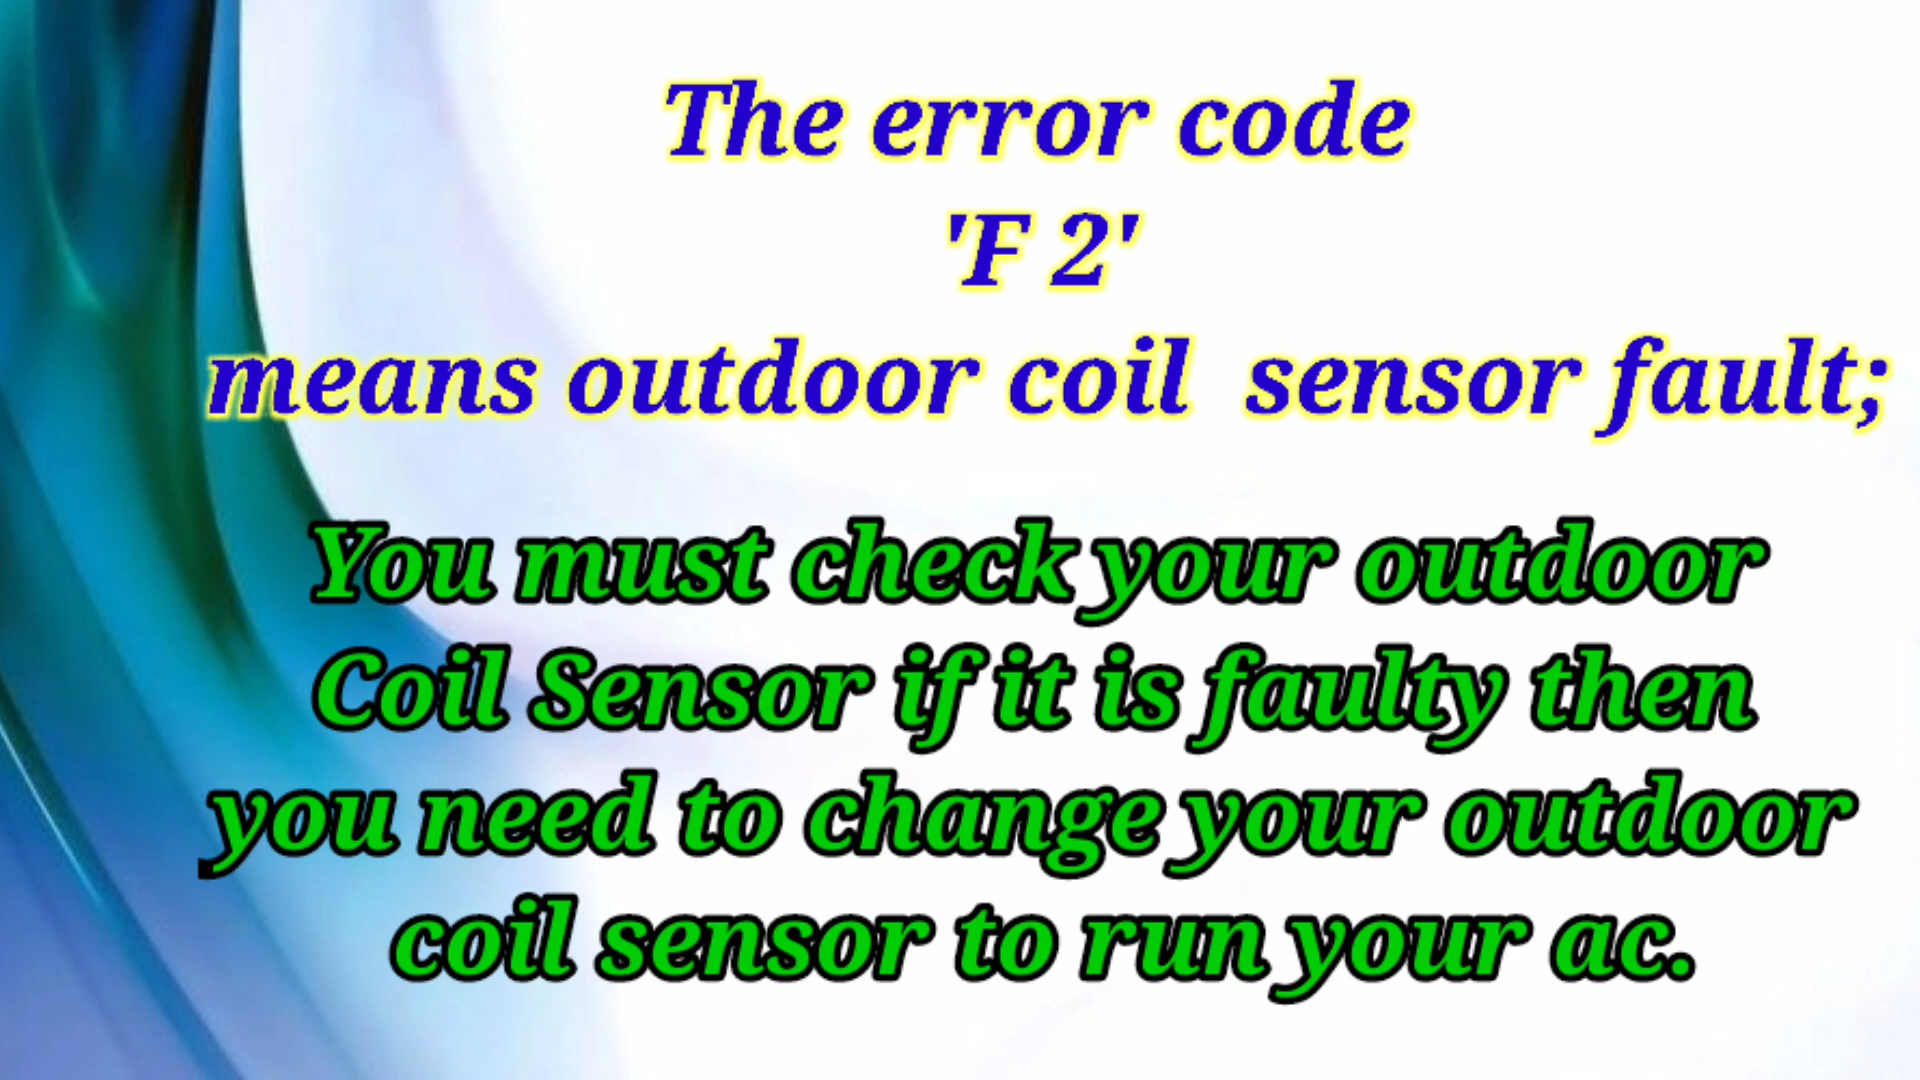 The error code
'F 2'
means outdoor coil  sensor fault;
You must check your outdoor
Coil Sensor if it is faulty then
you need to change your outdoor
coil sensor to run your ac.